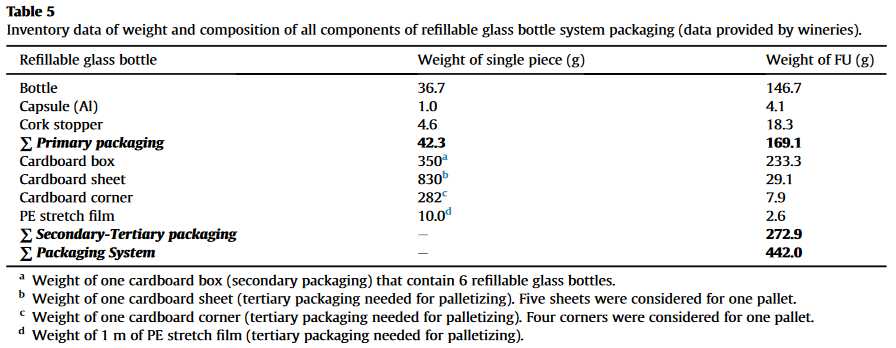 Table 5
Inventory data of weight and composition of all components of refillable glass bottle system packaging (data provided by wineries).
Refillable glass bottle Weight of single piece (g) Weight of FU (g)
Bottle 36.7 146.7
Capsule (Al) 1.0 4.1
Cork stopper 4.6 18.3
∑ Primary packaging 42.3 169.1
Cardboard box 350a 233.3
Cardboard sheet 830b 29.1
Cardboard corner 282c 7.9
PE stretch film 10.0d 2.6
∑ Secondary-Tertiary packaging – 272.9
∑ Packaging System – 442.0
a Weight of one cardboard box (secondary packaging) that contain 6 refillable glass bottles.
b Weight of one cardboard sheet (tertiary packaging needed for palletizing). Five sheets were considered for one pallet.
c Weight of one cardboard corner (tertiary packaging needed for palletizing). Four corners were considered for one pallet.
d Weight of 1 m of PE stretch film (tertiary packaging needed for palletizing).